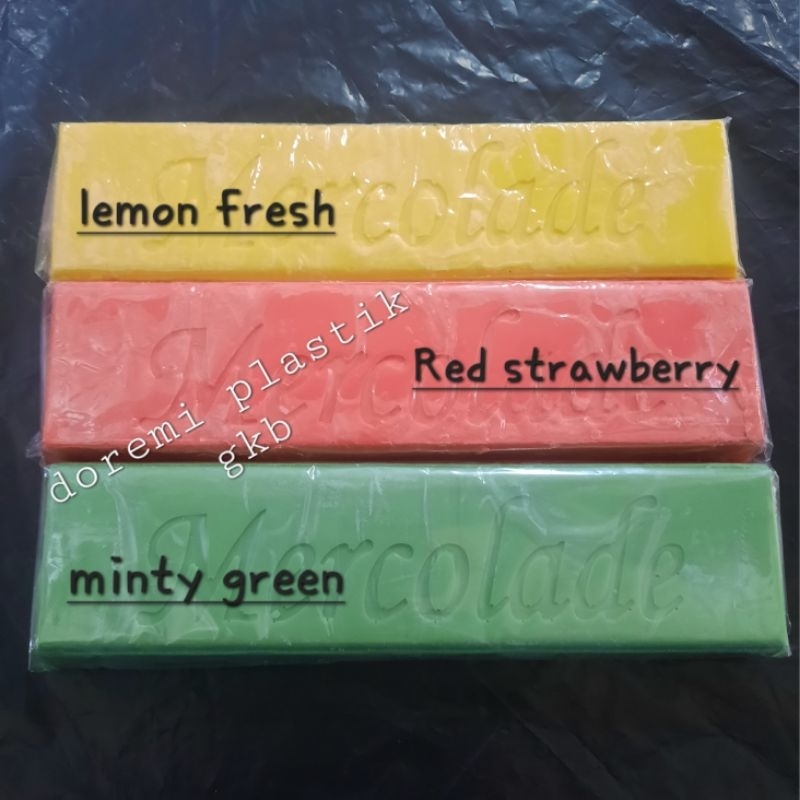 Mercolade
lemon fresh
Mercolade
Red strawberry
doremi plastik
gkb
Mercolade
minty green